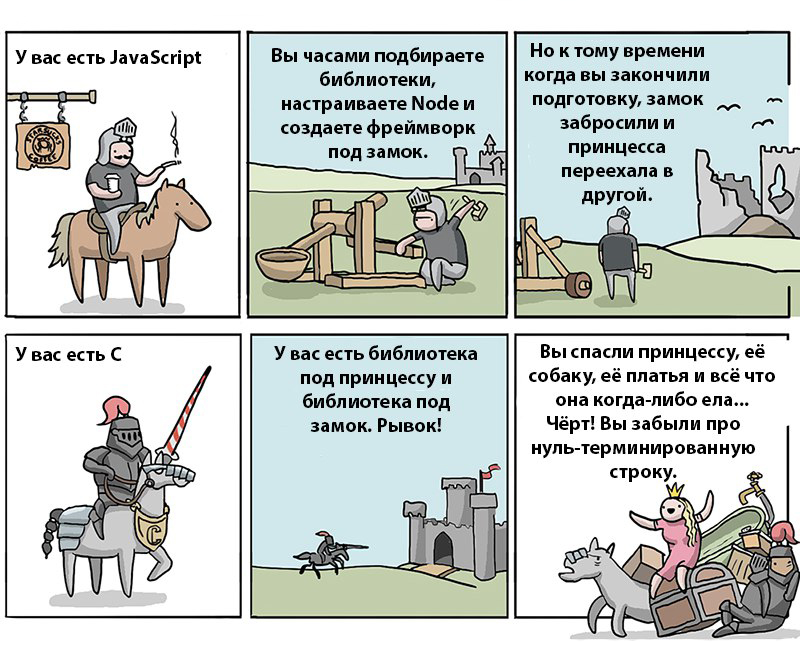 У вас есть JavaScript
STARBUCKS
COFFEE
Вы часами подбираете
библиотеки,
настраиваете Node и
создаете фреймворк
под замок.
Но к тому времени
когда вы закончили
подготовку, замок
забросили и
принцесса
переехала в
другой.
У вас есть C
C
У вас есть библиотека
под принцессу и
библиотека под
замок. Рывок!
Вы спасли принцессу, её
собаку, её платья и всё что
она когда-либо ела...
Чёрт! Вы забыли про
нуль-терминированную
строку.